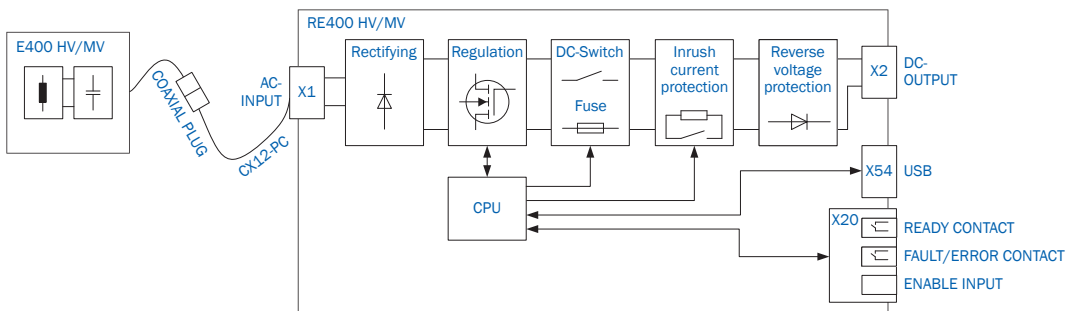 RE400 HV/MV
E400 HV/MV
COAXIAL PLUG
CX12-PC
AC-
INPUT
X1
Rectifying
Regulation
DC-Switch
Fuse
Inrush
current
protection
Reverse
voltage
protection
X2
DC-
OUTPUT
CPU
X54
USB
X20
READY CONTACT
FAULT/ERROR CONTACT
ENABLE INPUT